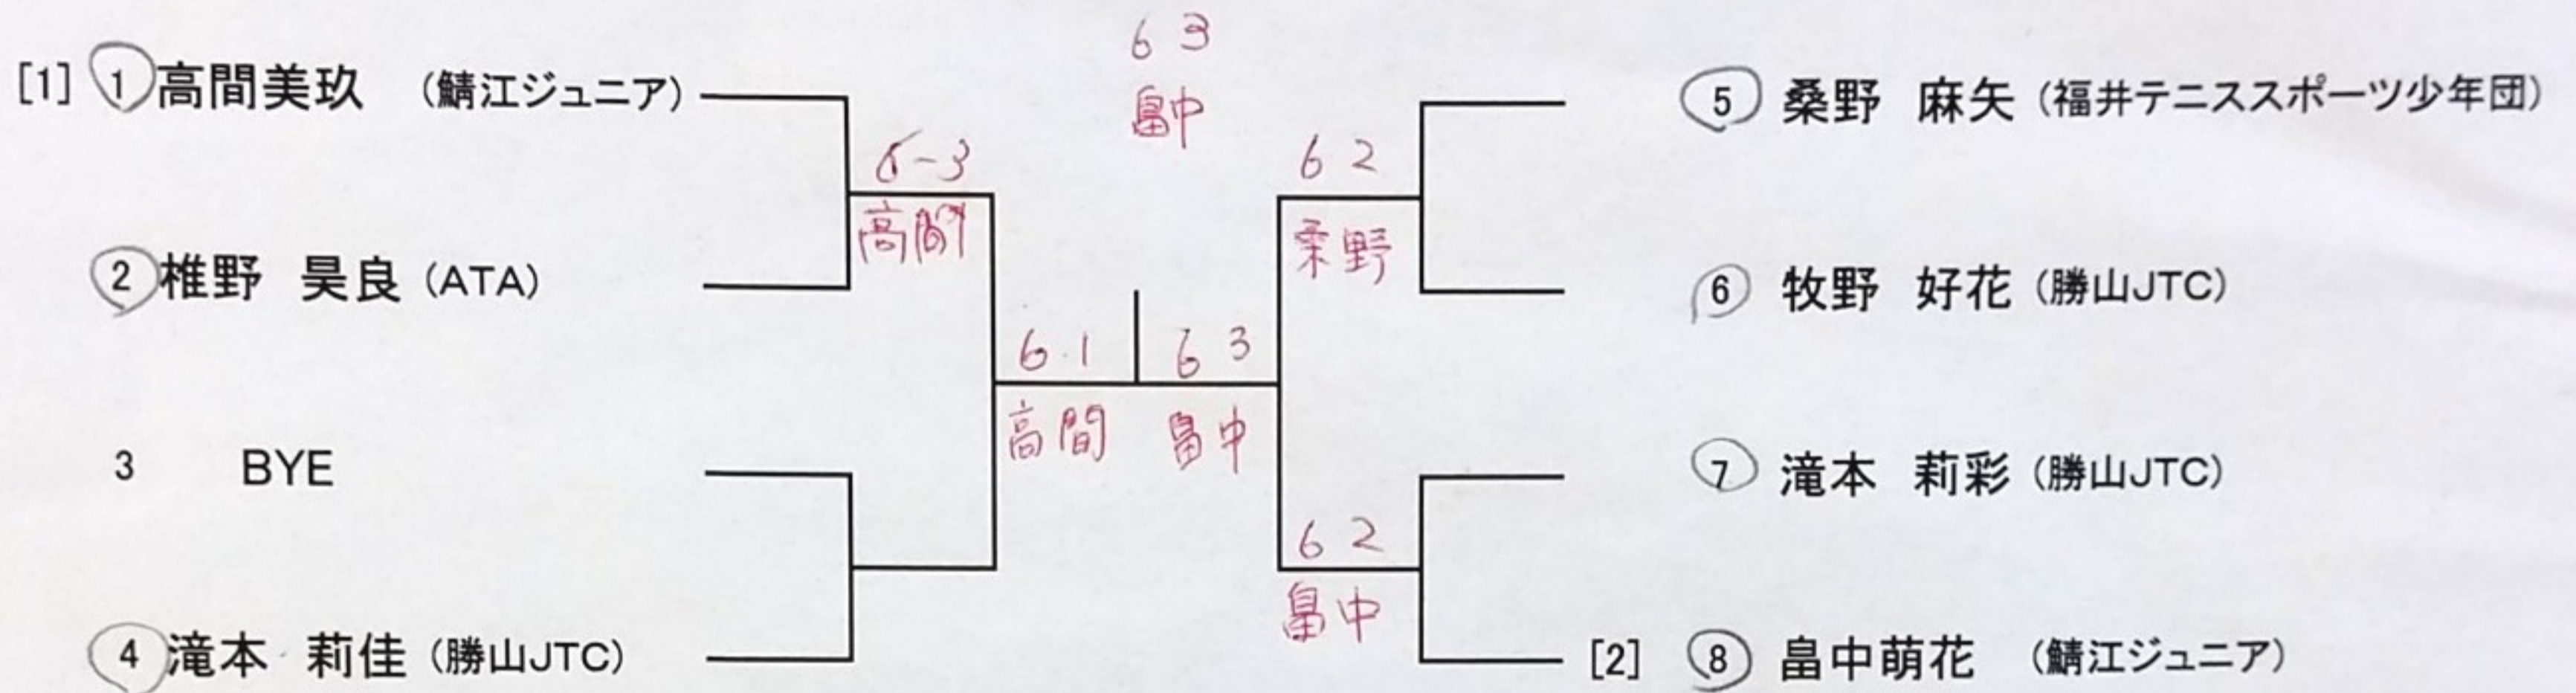 6 3
畠中
[1] 1 高間美玖 (鯖江ジュニア)
6-3
高間
2 椎野 昊良 (ATA)
3 BYE
4 滝本 莉佳 (勝山JTC)
6 1
高間
6 3
畠中
5 桑野 麻矢 (福井テニススポーツ少年団)
6 2
桑野
6 牧野 好花 (勝山JTC)
7 滝本 莉彩 (勝山JTC)
6 2
畠中
[2] 8 畠中萌花 (鯖江ジュニア)